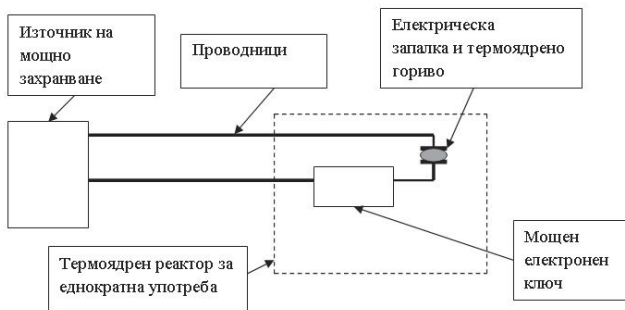 Източник на
мощно
захранване
Проводници
Електрическа
запалка и термоядрено
гориво
Термоядрен реактор за
еднократна употреба
Мощен
електронен
ключ